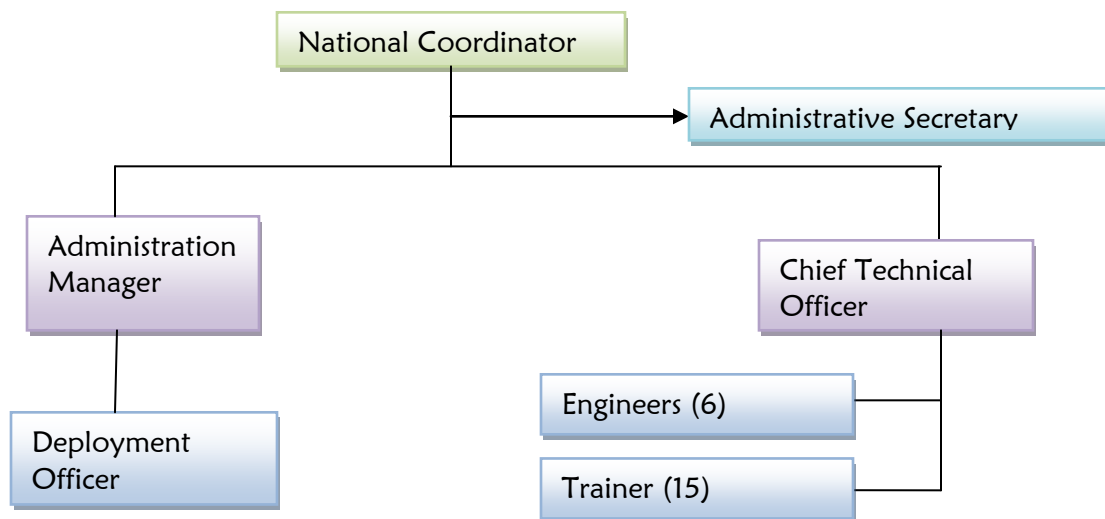 National Coordinator
Administrative Secretary
Administration
Manager
Chief Technical
Officer
Engineers (6)
Deployment
Officer
Trainer (15)